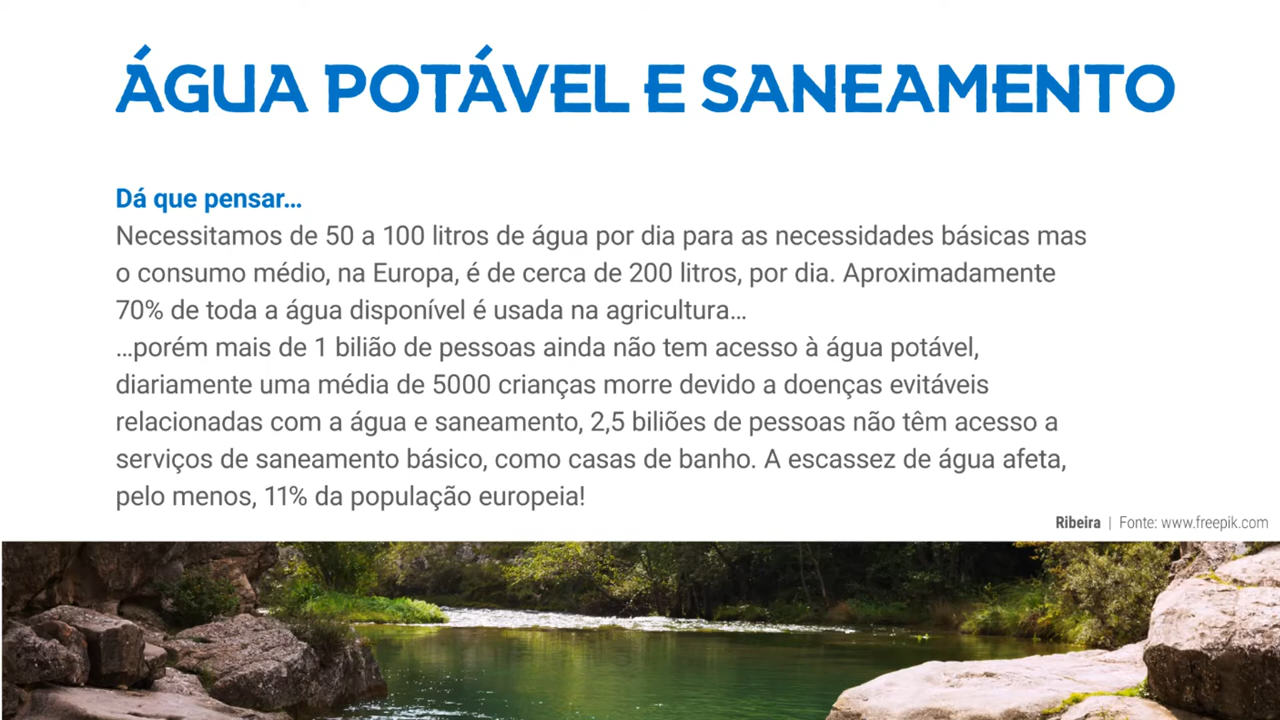 ÁGUA POTÁVEL E SANEAMENTO
Dá que pensar...
Necessitamos de 50 a 100 litros de água por dia para as necessidades básicas mas
o consumo médio, na Europa, é de cerca de 200 litros, por dia. Aproximadamente
70% de toda a água disponível é usada na agricultura...
...porém mais de 1 bilião de pessoas ainda não tem acesso à água potável,
diariamente uma média de 5000 crianças morre devido a doenças evitáveis
relacionadas com a água e saneamento, 2,5 biliões de pessoas não têm acesso a
serviços de saneamento básico, como casas de banho. A escassez de água afeta,
pelo menos, 11% da população europeia!
Ribeira | Fonte: www.freepik.com